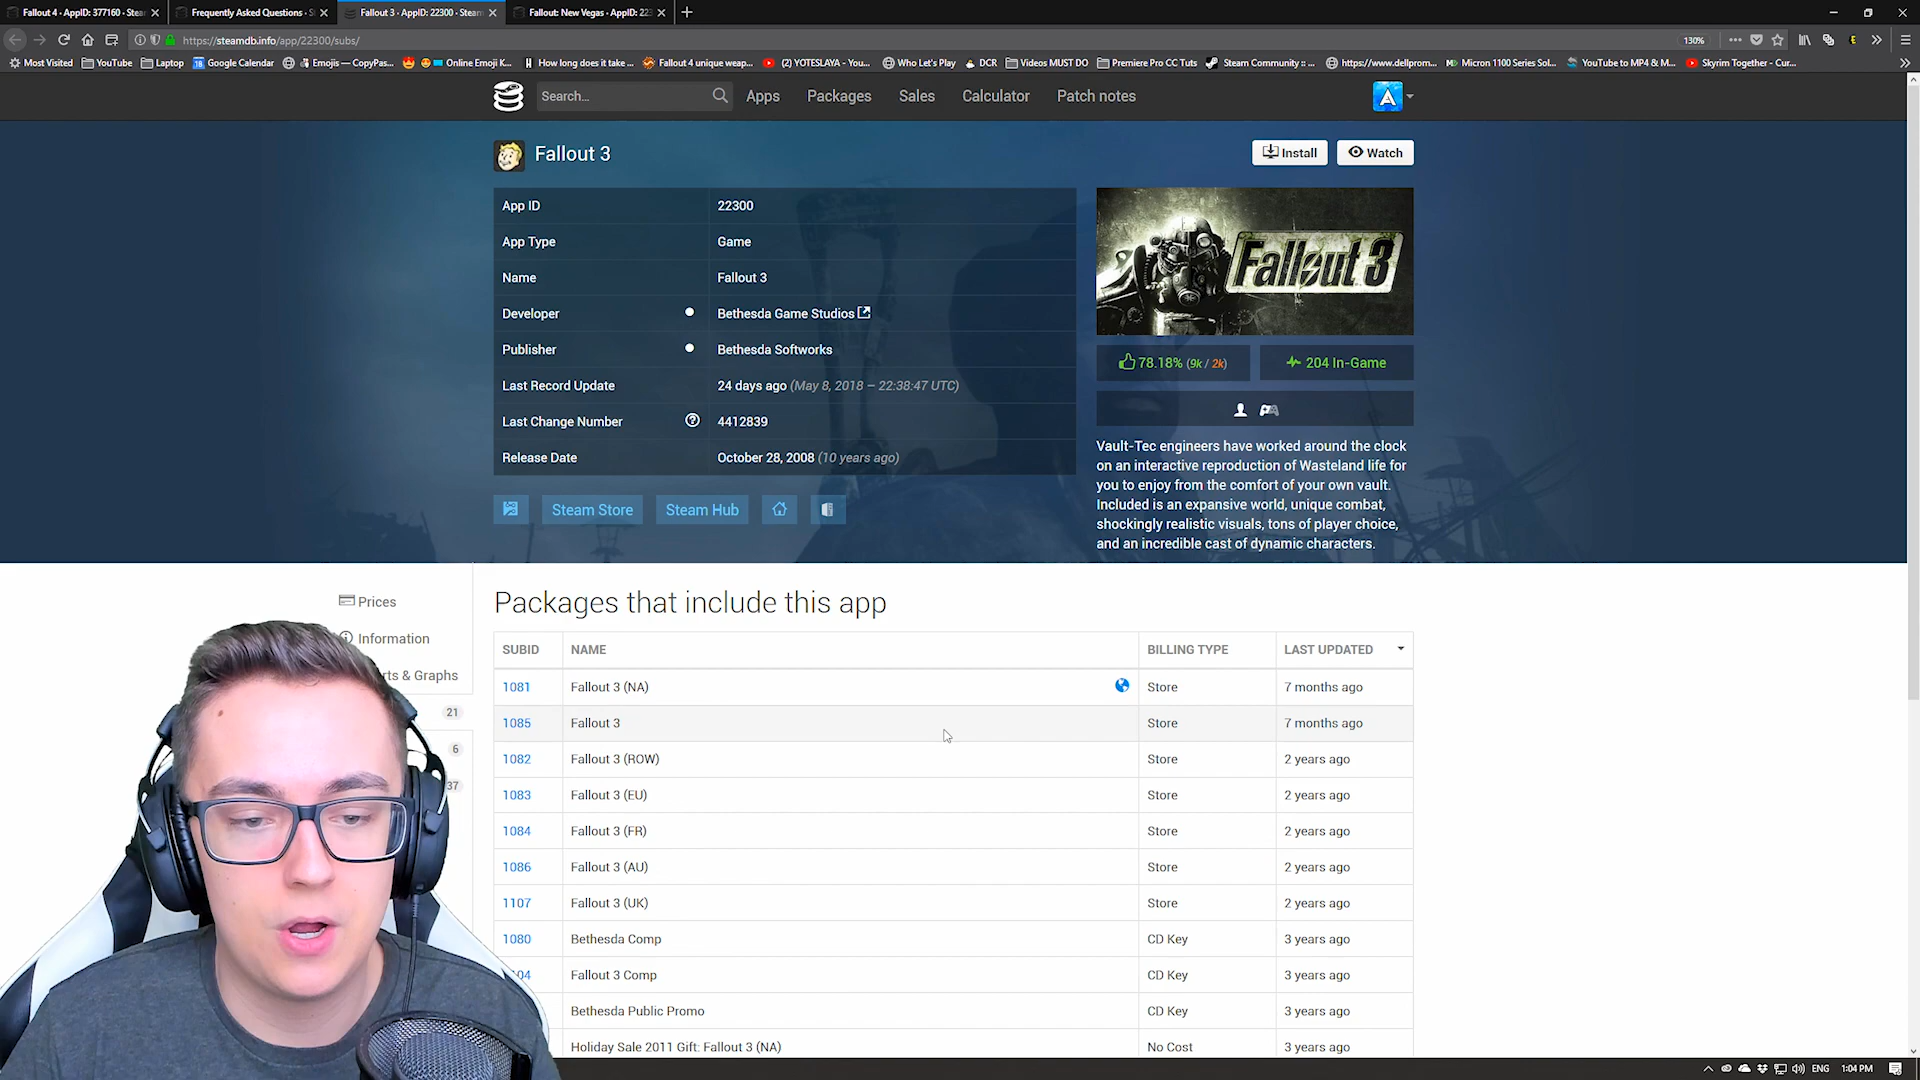 Fallout 4 · AppID: 377160 · Stea
Frequently Asked Questions · S
Fallout 3 · AppID: 22300 · Steam
Fallout: New Vegas · AppID: 223
https://steamdb.info/app/22300/subs/
130%
Most Visited
YouTube
Laptop
Google Calendar
Emojis — CopyPas...
Online Emoji K...
How long does it take ...
Fallout 4 unique weap...
(2) YOTESLAYA - You...
Who Let's Play
DCR
Videos MUST DO
Premiere Pro CC Tuts
Steam Community :: ...
https://www.dellprom...
Micron 1100 Series Sol...
YouTube to MP4 & M...
Skyrim Together - Cur...
Search...
Apps
Packages
Sales
Calculator
Patch notes
Fallout 3
Install
Watch
App ID 22300
App Type Game
Name Fallout 3
Developer Bethesda Game Studios
Publisher Bethesda Softworks
Last Record Update 24 days ago (May 8, 2018 – 22:38:47 UTC)
Last Change Number 4412839
Release Date October 28, 2008 (10 years ago)
Steam Store
Steam Hub
Fallout 3
78.18% (9k / 2k)
204 In-Game
Vault-Tec engineers have worked around the clock
on an interactive reproduction of Wasteland life for
you to enjoy from the comfort of your own vault.
Included is an expansive world, unique combat,
shockingly realistic visuals, tons of player choice,
and an incredible cast of dynamic characters.
Prices
Information
rts & Graphs
21
6
37
Packages that include this app
SUBID NAME BILLING TYPE LAST UPDATED
1081 Fallout 3 (NA) Store 7 months ago
1085 Fallout 3 Store 7 months ago
1082 Fallout 3 (ROW) Store 2 years ago
1083 Fallout 3 (EU) Store 2 years ago
1084 Fallout 3 (FR) Store 2 years ago
1086 Fallout 3 (AU) Store 2 years ago
1107 Fallout 3 (UK) Store 2 years ago
1080 Bethesda Comp CD Key 3 years ago
04 Fallout 3 Comp CD Key 3 years ago
Bethesda Public Promo CD Key 3 years ago
Holiday Sale 2011 Gift: Fallout 3 (NA) No Cost 3 years ago
ENG
1:04 PM